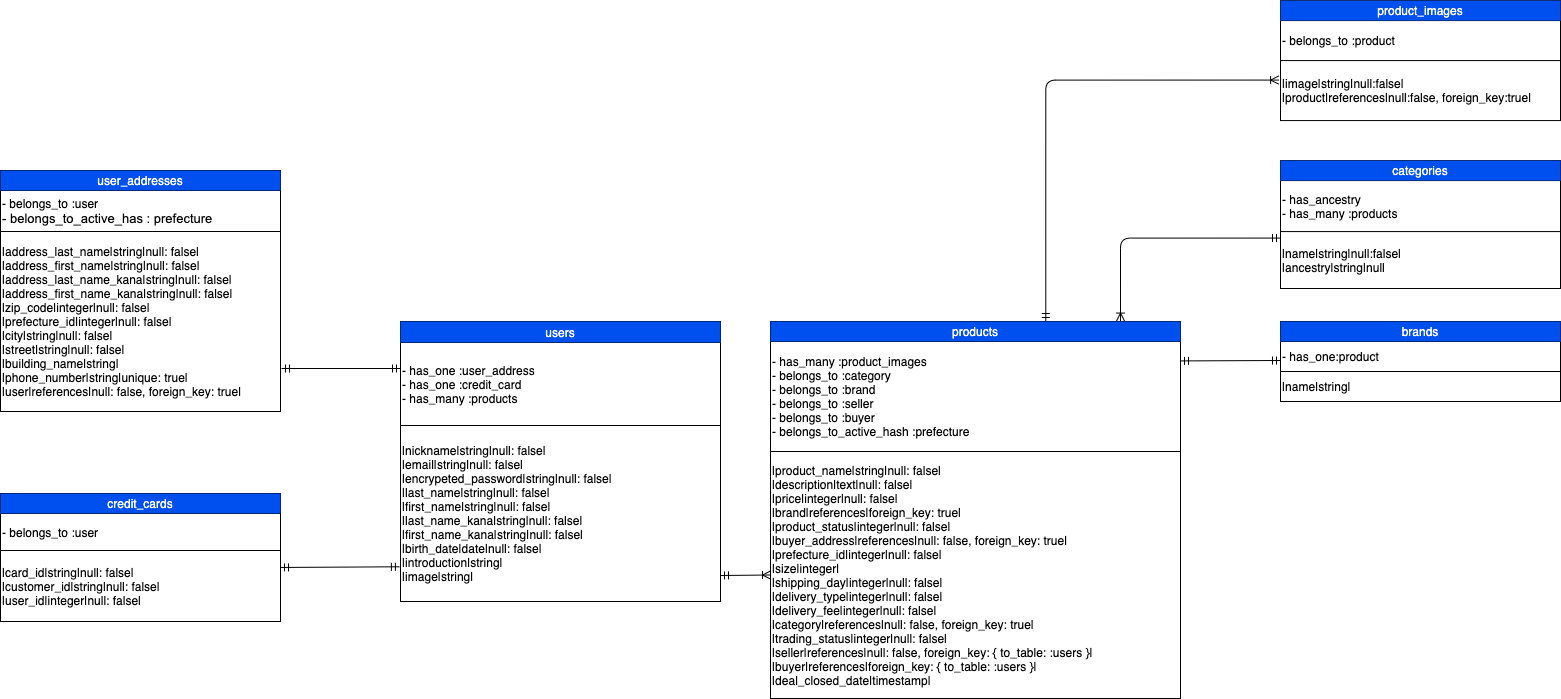 product_images
- belongs_to :product
|image|string|null:false|
|product|references|null:false, foreign_key:true|
categories
- has_ancestry
- has_many :products
|name|string|null:false|
|ancestry|string|null
user_addresses
- belongs_to :user
- belongs_to_active_has : prefecture
|address_last_name|string|null: false|
|address_first_name|string|null: false|
|address_last_name_kana|string|null: false|
|address_first_name_kana|string|null: false|
|zip_code|integer|null: false|
|prefecture_id|integer|null: false|
|city|string|null: false|
|street|string|null: false|
|building_name|string|
|phone_number|string|unique: true|
|user|references|null: false, foreign_key: true|
users
- has_one :user_address
- has_one :credit_card
- has_many :products
|nickname|string|null: false|
|email|string|null: false|
|encrypeted_password|string|null: false|
|last_name|string|null: false|
|first_name|string|null: false|
|last_name_kana|string|null: false|
|first_name_kana|string|null: false|
|birth_date|date|null: false|
|introduction|string|
|image|string|
products
- has_many :product_images
- belongs_to :category
- belongs_to :brand
- belongs_to :seller
- belongs_to :buyer
- belongs_to_active_hash :prefecture
|product_name|string|null: false|
|description|text|null: false|
|price|integer|null: false|
|brand|references|foreign_key: true|
|product_status|integer|null: false|
|buyer_address|references|null: false, foreign_key: true|
|prefecture_id|integer|null: false|
|size|integer|
|shipping_day|integer|null: false|
|delivery_type|integer|null: false|
|delivery_fee|integer|null: false|
|category|references|null: false, foreign_key: true|
|trading_status|integer|null: false|
|seller|references|null: false, foreign_key: { to_table: :users }|
|buyer|references|foreign_key: { to_table: :users }|
|deal_closed_date|timestamp|
brands
- has_one:product
|name|string|
credit_cards
- belongs_to :user
|card_id|string|null: false|
|customer_id|string|null: false|
|user_id|integer|null: false|